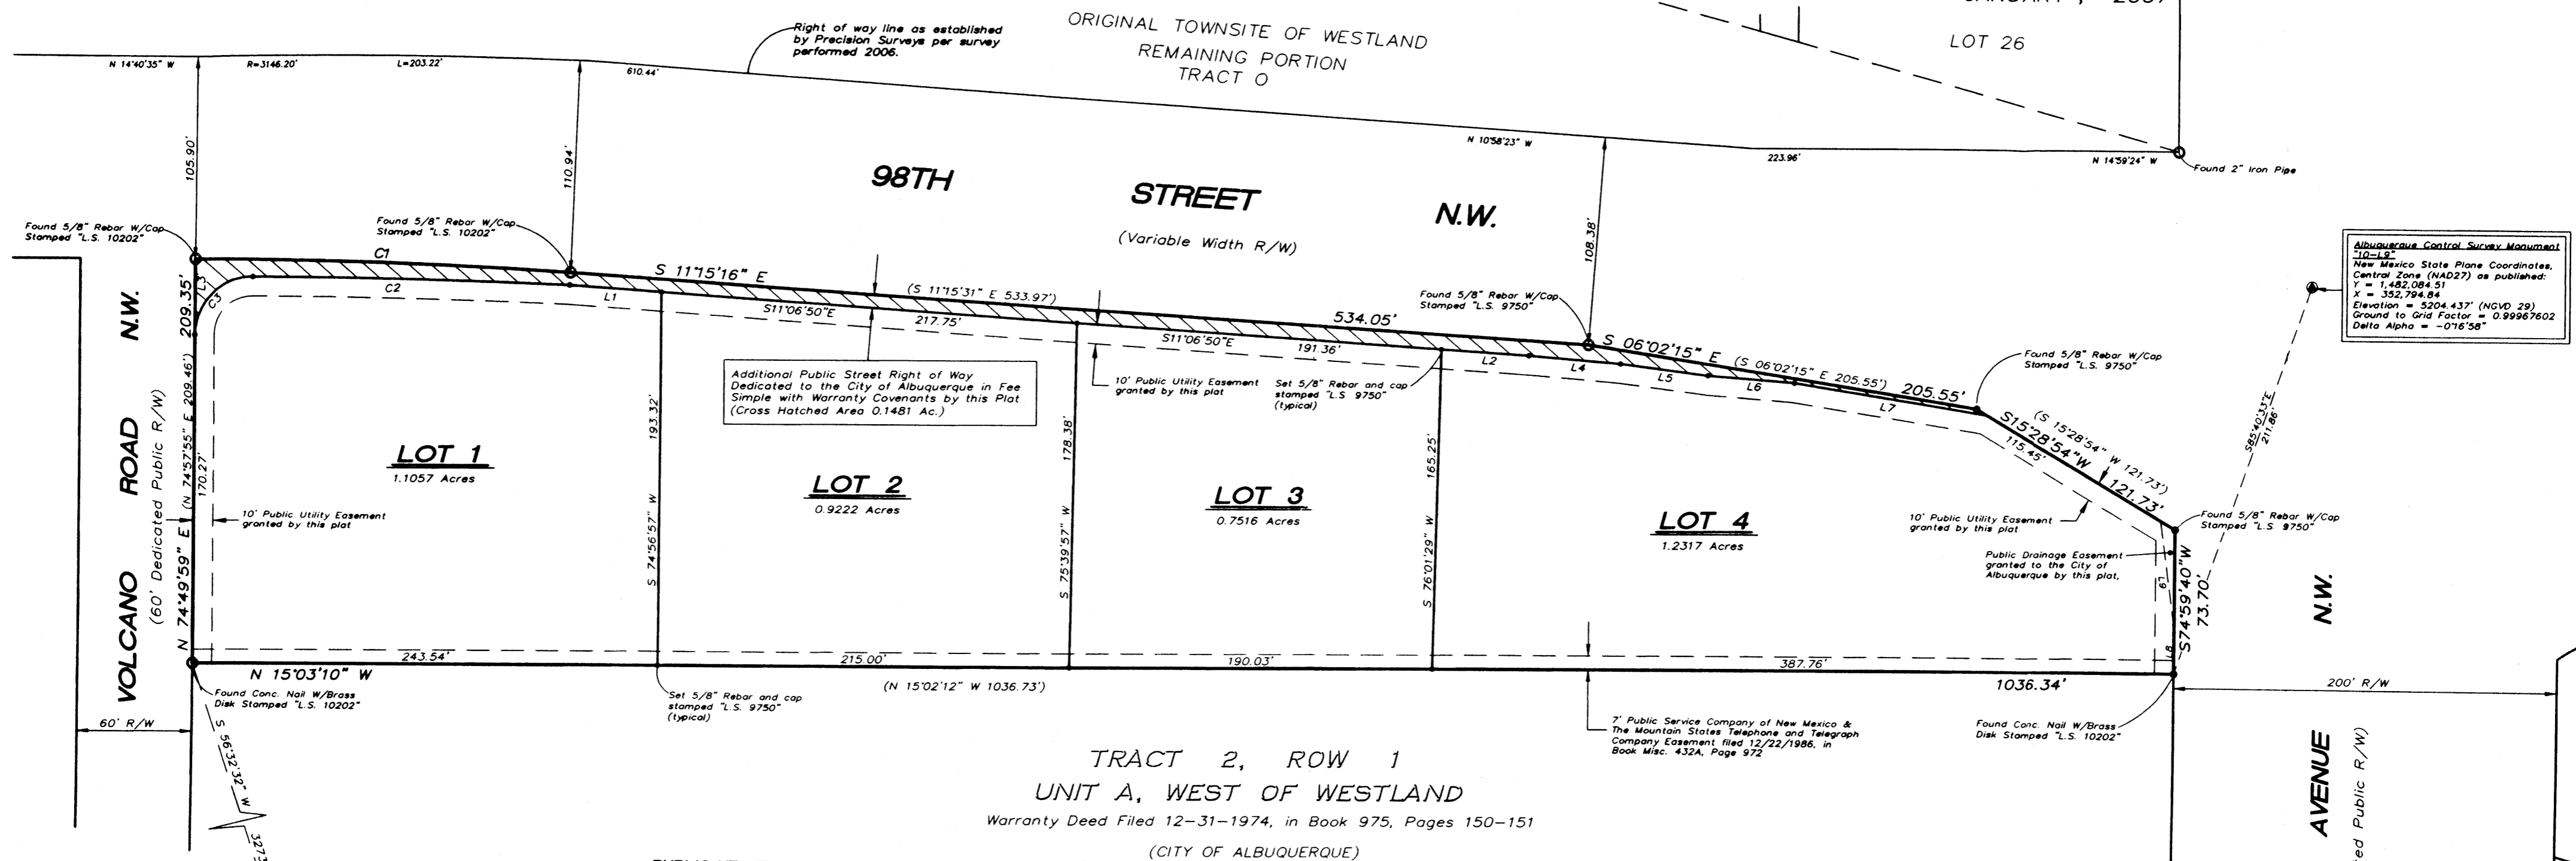 Right of way line as established
by Precision Surveys per survey
performed 2006.
ORIGINAL TOWNSITE OF WESTLAND
REMAINING PORTION
TRACT O
LOT 26
N 14°40'35" W
R=3146.20'
L=203.22'
610.44'
N 10°58'23" W
223.96'
N 14°59'24" W
Found 2" Iron Pipe
105.90'
110.94'
108.38'
98TH STREET N.W.
(Variable Width R/W)
Found 5/8" Rebar W/Cap
Stamped "L.S. 10202"
Found 5/8" Rebar W/Cap
Stamped "L.S. 10202"
C1
S 11°15'16" E
(S 11°15'31" E 533.97')
534.05'
Found 5/8" Rebar W/Cap
Stamped "L.S. 9750"
S 06°02'15" E
(S 06°02'15" E 205.55')
205.55'
Found 5/8" Rebar W/Cap
Stamped "L.S. 9750"
Albuquerque Control Survey Monument
"10-L9"
New Mexico State Plane Coordinates,
Central Zone (NAD27) as published:
Y = 1,482,084.51
X = 352,794.84
Elevation = 5204.437' (NGVD 29)
Ground to Grid Factor = 0.99967602
Delta Alpha = -0°16'58"
L3
C3
C2
L1
S11°06'50"E
217.75'
S11°06'50"E
191.36'
L2
L4
L5
L6
L7
S15°28'54"W
(S 15°28'54" W 121.73')
115.45'
121.73'
S85°40'33"E
211.86'
Additional Public Street Right of Way
Dedicated to the City of Albuquerque in Fee
Simple with Warranty Covenants by this Plat
(Cross Hatched Area 0.1481 Ac.)
10' Public Utility Easement
granted by this plat
Set 5/8" Rebar and cap
stamped "L.S 9750"
(typical)
VOLCANO ROAD N.W.
(60' Dedicated Public R/W)
N 74°49'59" E
209.35'
(N 74°57'55" E 209.46')
170.27'
10' Public Utility Easement
granted by this plat
LOT 1
1.1057 Acres
S 74°56'57" W
193.32'
LOT 2
0.9222 Acres
S 75°39'57" W
178.38'
LOT 3
0.7516 Acres
S 76°01'29" W
165.25'
LOT 4
1.2317 Acres
10' Public Utility Easement
granted by this plat
Found 5/8" Rebar W/Cap
Stamped "L.S. 9750"
Public Drainage Easement
granted to the City of
Albuquerque by this plat,
L9
L8
S74°59'40"W
73.70'
N.W.
AVENUE
243.54'
215.00'
190.03'
387.76'
N 15°03'10" W
(N 15°02'12" W 1036.73')
1036.34'
200' R/W
60' R/W
Found Conc. Nail W/Brass
Disk Stamped "L.S. 10202"
Set 5/8" Rebar and cap
stamped "L.S. 9750"
(typical)
7' Public Service Company of New Mexico &
The Mountain States Telephone and Telegraph
Company Easement filed 12/22/1986, in
Book Misc. 432A, Page 972
Found Conc. Nail W/Brass
Disk Stamped "L.S. 10202"
S 56°32'32" W
TRACT 2, ROW 1
UNIT A, WEST OF WESTLAND
Warranty Deed Filed 12-31-1974, in Book 975, Pages 150-151
(CITY OF ALBUQUERQUE)
Public R/W)